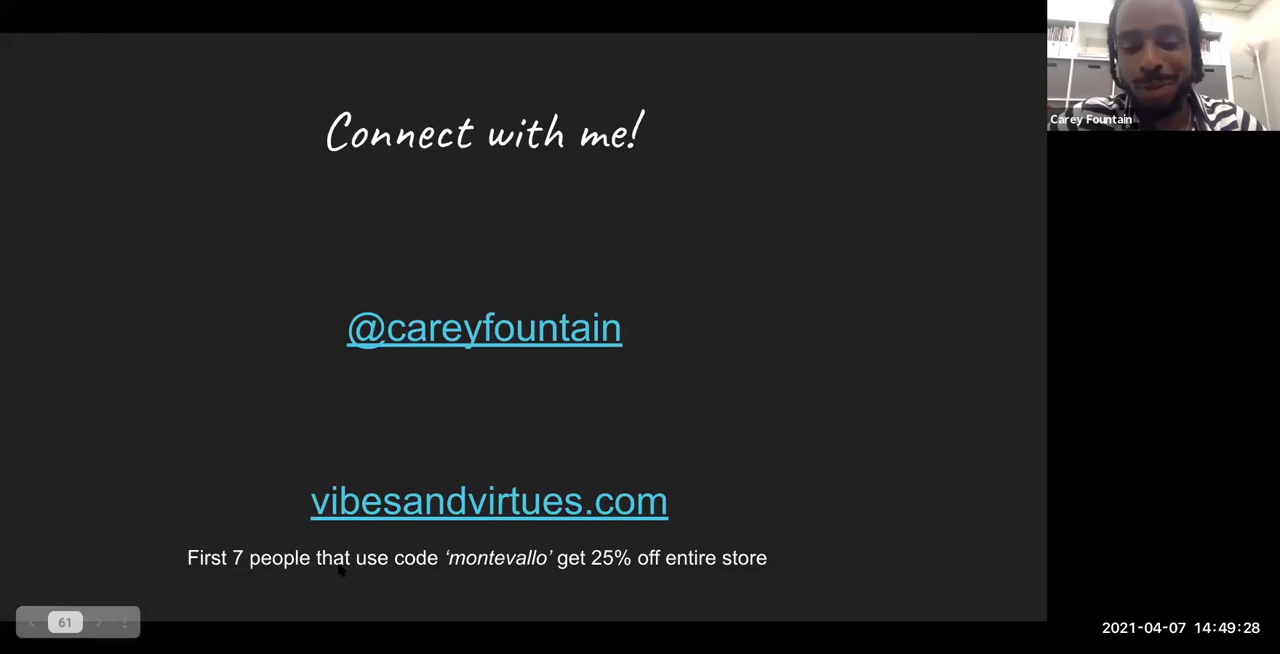 Connect with me!
Carey Fountain
@careyfountain
vibesandvirtues.com
First 7 people that use code ‘montevallo’ get 25% off entire store
61
2021-04-07 14:49:28